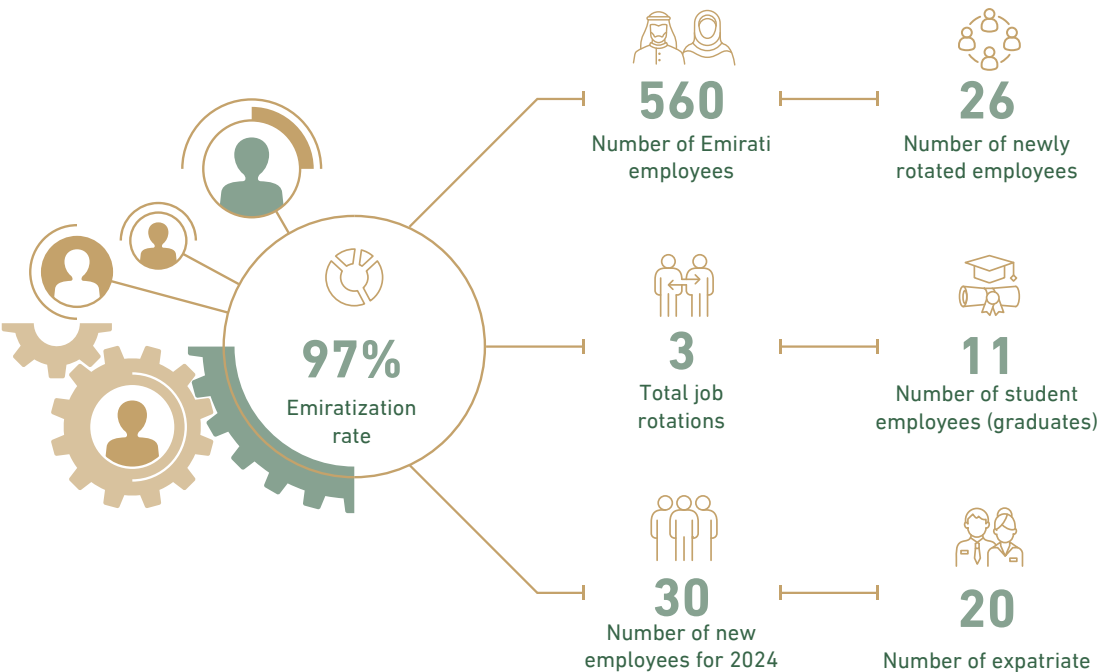 97%
Emiratization
rate
560
Number of Emirati
employees
26
Number of newly
rotated employees
3
Total job
rotations
11
Number of student
employees (graduates)
30
Number of new
employees for 2024
20
Number of expatriate